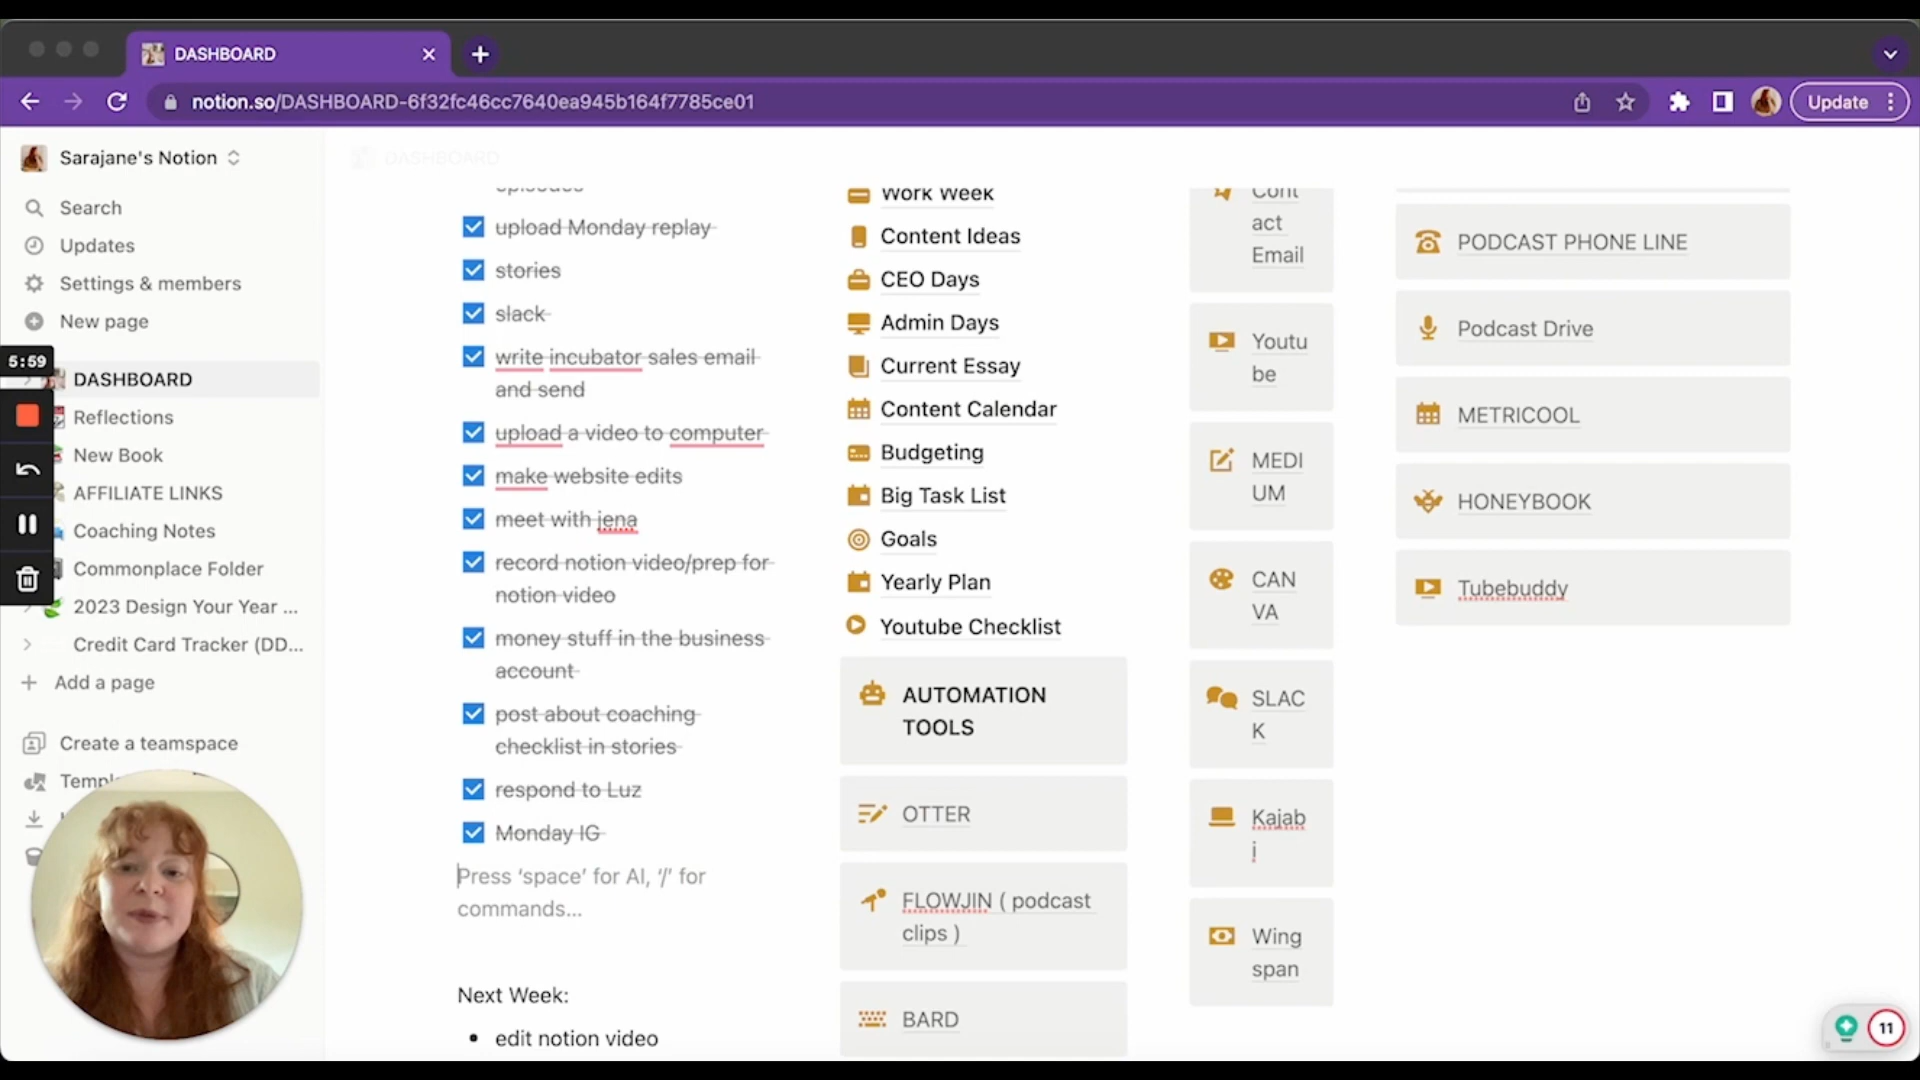 DASHBOARD
notion.so/DASHBOARD-6f32fc46cc7640ea945b164f7785ce01
Update
Sarajane's Notion
DASHBOARD
Search
Updates
Settings & members
New page
5:59
DASHBOARD
Reflections
New Book
AFFILIATE LINKS
Coaching Notes
Commonplace Folder
2023 Design Your Year ...
Credit Card Tracker (DD...
Add a page
Create a teamspace
episodes
upload Monday replay
stories
slack
write incubator sales email
and send
upload a video to computer
make website edits
meet with jena
record notion video/prep for
notion video
money stuff in the business
account
post about coaching
checklist in stories
respond to Luz
Monday IG
Press 'space' for AI, '/' for
commands...
Next Week:
• edit notion video
Work Week
Content Ideas
CEO Days
Admin Days
Current Essay
Content Calendar
Budgeting
Big Task List
Goals
Yearly Plan
Youtube Checklist
AUTOMATION
TOOLS
OTTER
FLOWJIN ( podcast
clips )
BARD
Cont
act
Email
Youtu
be
MEDI
UM
CAN
VA
SLAC
K
Kajab
i
Wing
span
PODCAST PHONE LINE
Podcast Drive
METRICOOL
HONEYBOOK
Tubebuddy
11